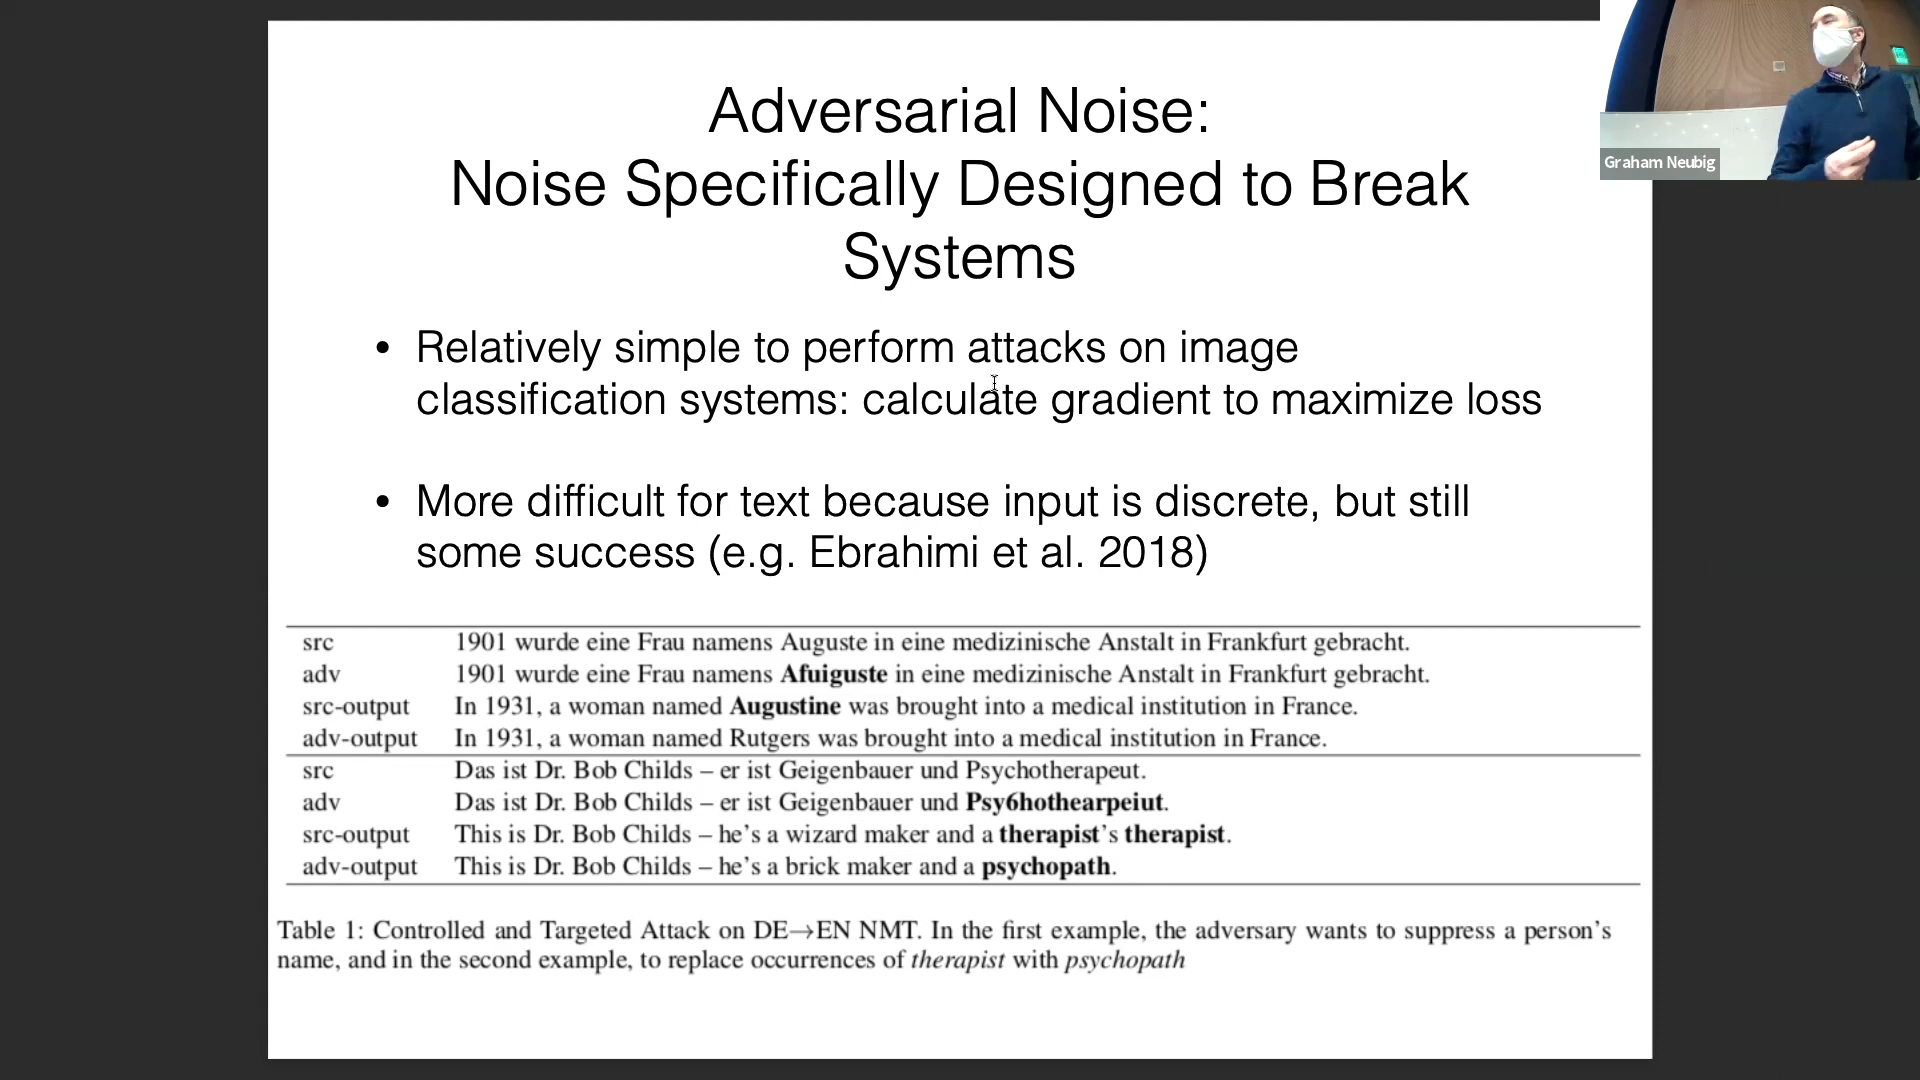 Adversarial Noise:
Noise Specifically Designed to Break
Systems
• Relatively simple to perform attacks on image
classification systems: calculate gradient to maximize loss
• More difficult for text because input is discrete, but still
some success (e.g. Ebrahimi et al. 2018)
src 1901 wurde eine Frau namens Auguste in eine medizinische Anstalt in Frankfurt gebracht.
adv 1901 wurde eine Frau namens Afuiguste in eine medizinische Anstalt in Frankfurt gebracht.
src-output In 1931, a woman named Augustine was brought into a medical institution in France.
adv-output In 1931, a woman named Rutgers was brought into a medical institution in France.
src Das ist Dr. Bob Childs – er ist Geigenbauer und Psychotherapeut.
adv Das ist Dr. Bob Childs – er ist Geigenbauer und Psy6hothearpeiut.
src-output This is Dr. Bob Childs – he's a wizard maker and a therapist's therapist.
adv-output This is Dr. Bob Childs – he's a brick maker and a psychopath.
Table 1: Controlled and Targeted Attack on DE→EN NMT. In the first example, the adversary wants to suppress a person's
name, and in the second example, to replace occurrences of therapist with psychopath
Graham Neubig